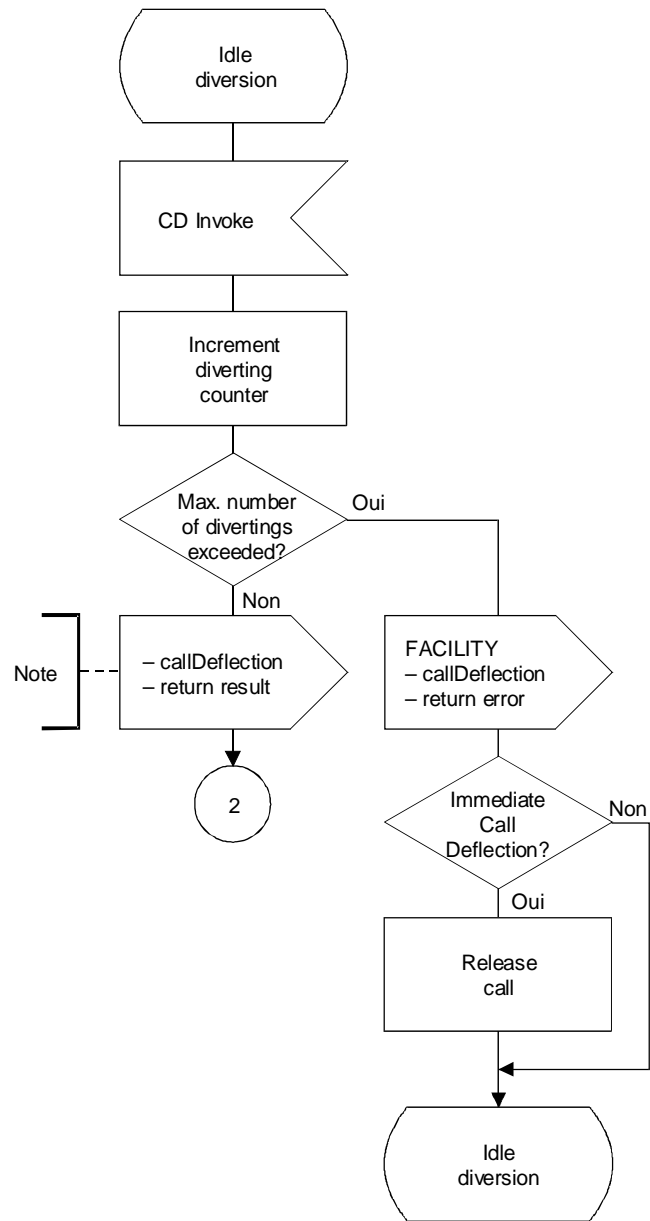 Idle
diversion
CD Invoke
Increment
diverting
counter
Max. number
of divertings
exceeded?
Oui
Non
Note
– callDeflection
– return result
2
FACILITY
– callDeflection
– return error
Immediate
Call
Deflection?
Non
Oui
Release
call
Idle
diversion